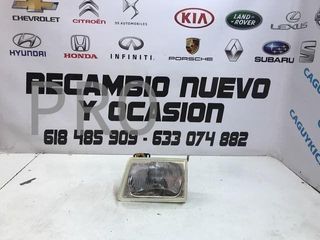 CHEVROLET
CITROËN
DS AUTOMOBILES
KIA
LAND-ROVER
LEXUS
HYUNDAI
HONDA
INFINITI
PORSCHE
SUBARU
RECAMBIO NUEVO
Y OCASION
PRO
618 485 909 - 633 074 882